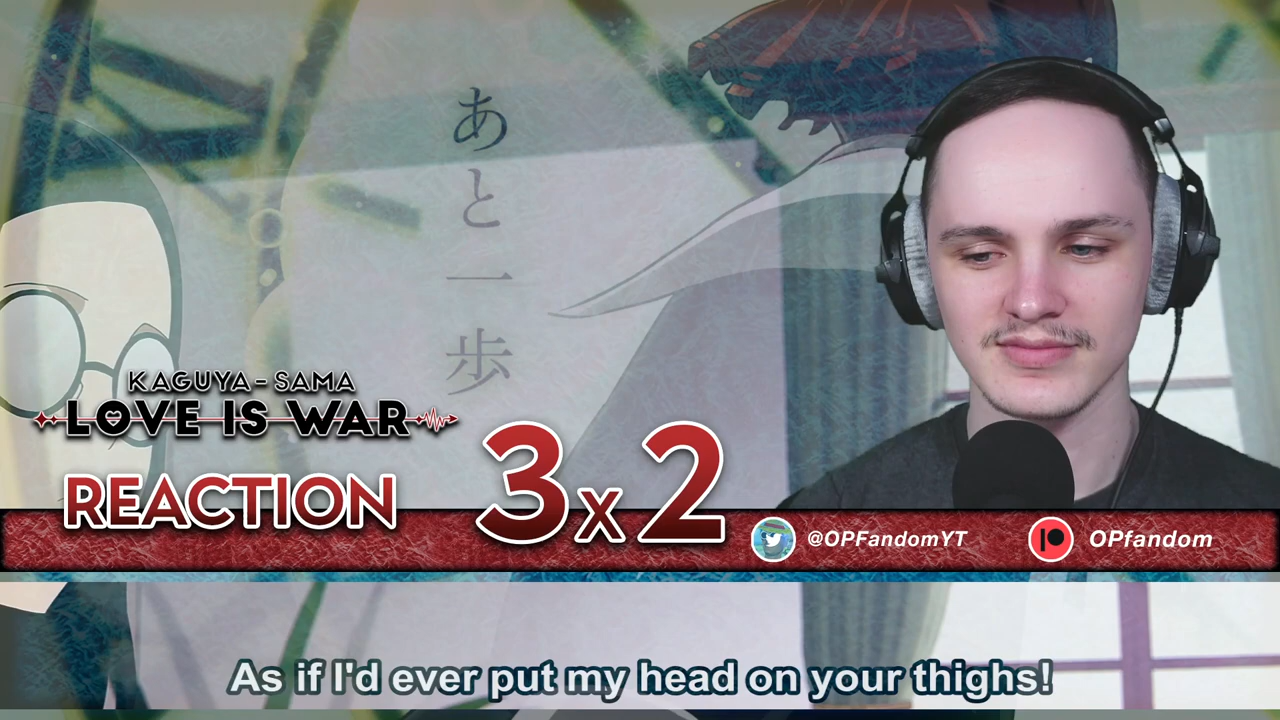 あと一歩
KAGUYA-SAMA
LOVE IS WAR
REACTION
3x2
@OPFandomYT
OPfandom
As if I'd ever put my head on your thighs!